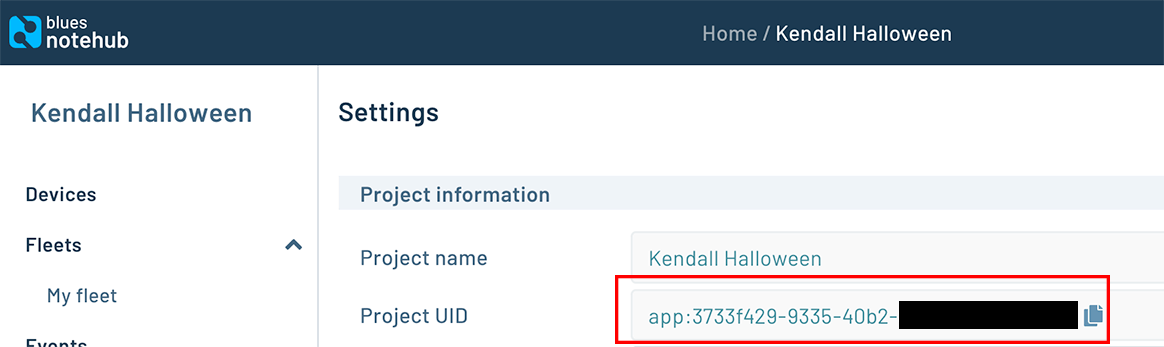 blues
notehub
Home / Kendall Halloween
Kendall Halloween
Settings
Devices
Project information
Fleets
Project name
Kendall Halloween
My fleet
Project UID
app:3733f429-9335-40b2-
Events